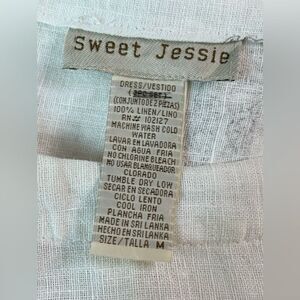 Sweet Jessie
DRESS/VESTIDO
(2PC SET)
(CONJUNTO DE 2 PIEZAS)
100% LINEN/LINO
RN# 102127
MACHINE WASH COLD
WATER
LAVAR EN LAVADORA
CON AGUA FRIA
NO CHLORINE BLEACH
NO USAR BLANQUEADOR
CLORADO
TUMBLE DRY LOW
SECAR EN SECADORA
CICLO LENTO
COOL IRON
PLANCHA FRIA
MADE IN SRI LANKA
HECHO EN SRI LANKA
SIZE/TALLA M